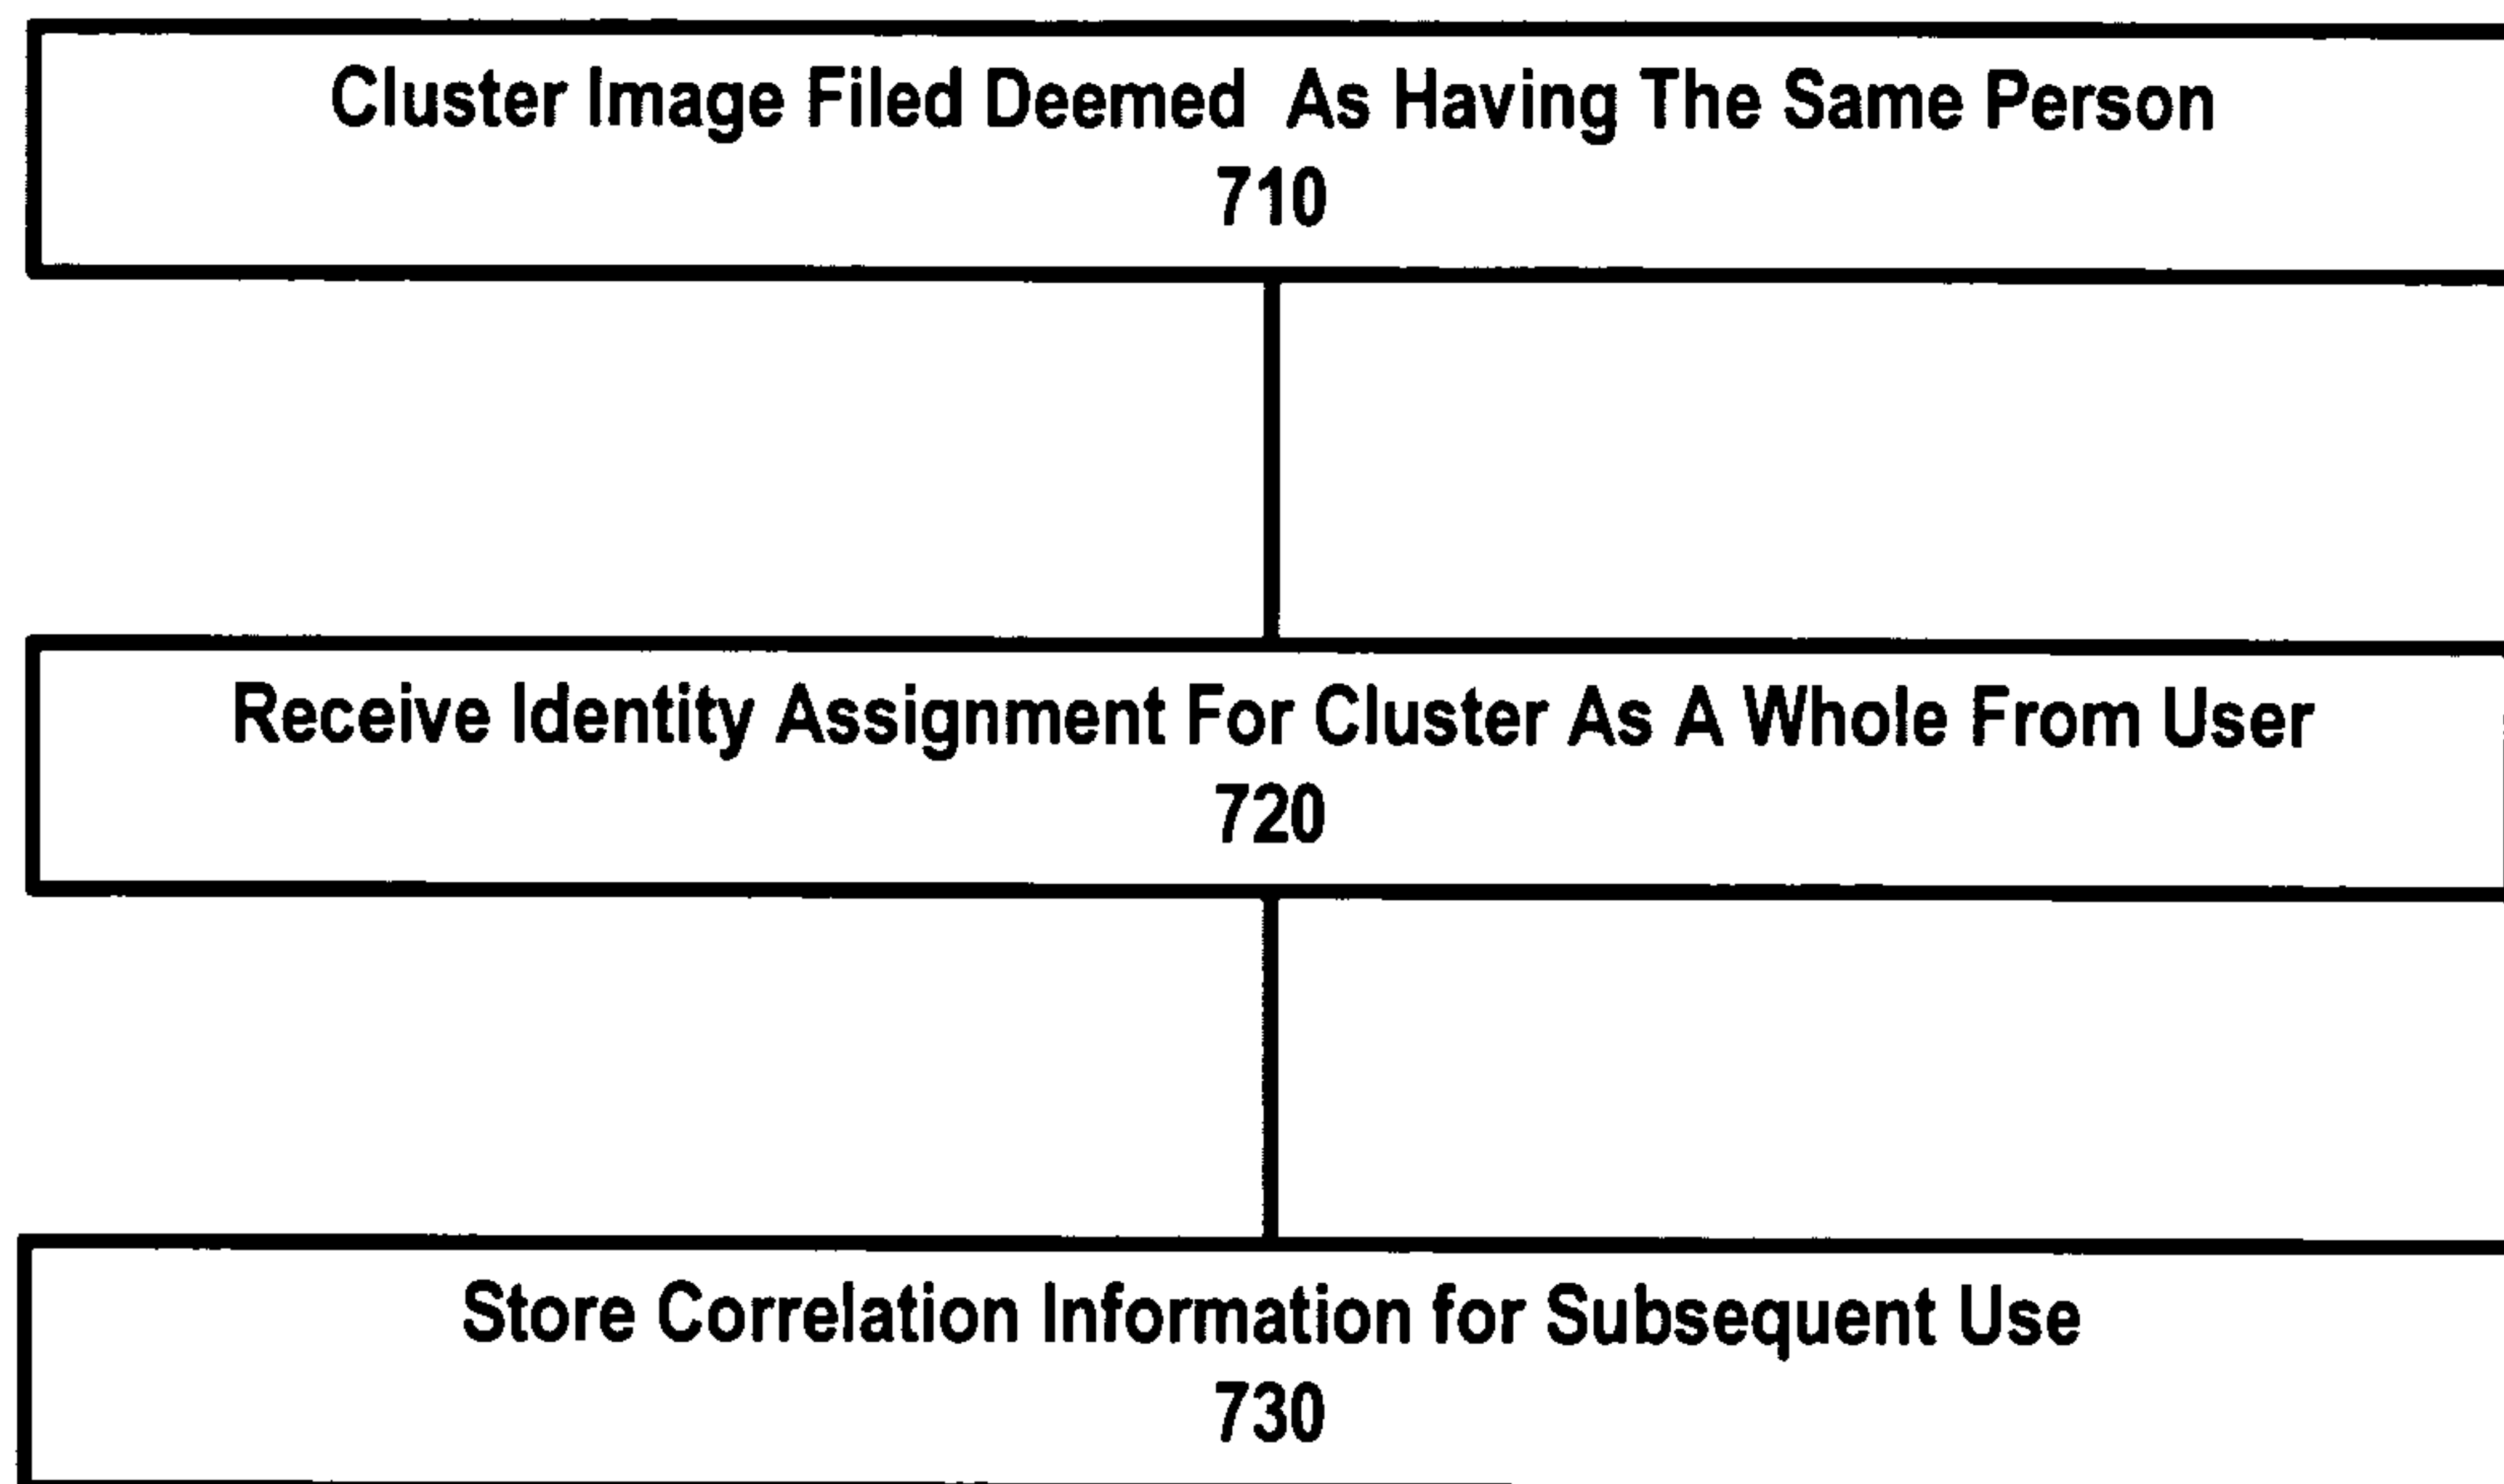 Cluster Image Filed Deemed As Having The Same Person
710
Receive Identity Assignment For Cluster As A Whole From User
720
Store Correlation Information for Subsequent Use
730